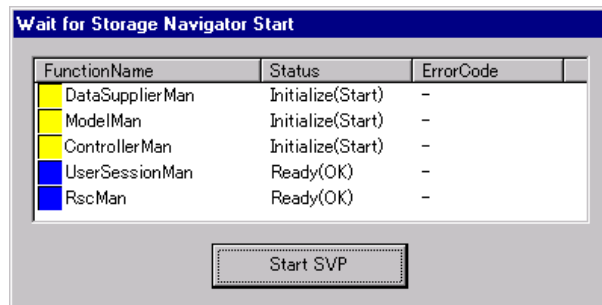 Wait for Storage Navigator Start
FunctionName Status ErrorCode
DataSupplierMan Initialize(Start) -
ModelMan Initialize(Start) -
ControllerMan Initialize(Start) -
UserSessionMan Ready(OK) -
RscMan Ready(OK) -
Start SVP